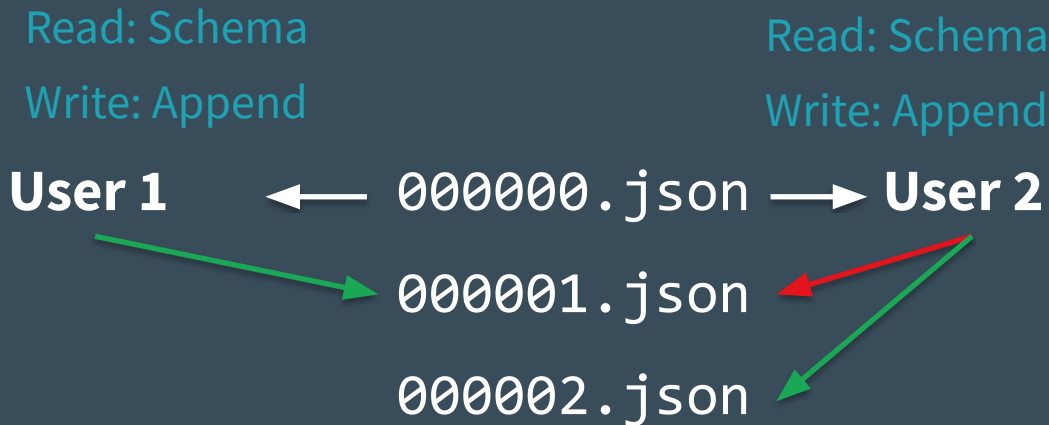 Read: Schema
Write: Append
Read: Schema
Write: Append
User 1
000000.json
User 2
000001.json
000002.json